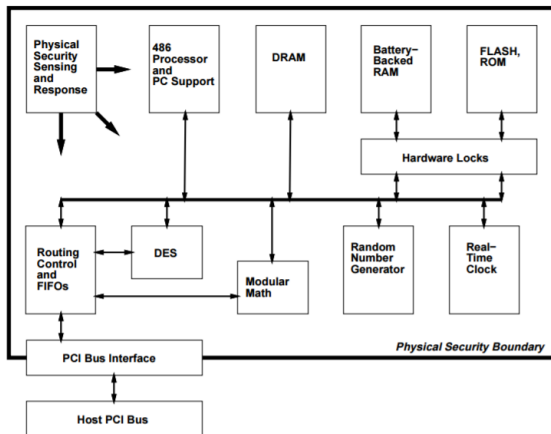 Physical
Security
Sensing
and
Response
486
Processor
and
PC Support
DRAM
Battery−
Backed
RAM
FLASH,
ROM
Hardware Locks
Routing
Control
and
FIFOs
DES
Modular
Math
Random
Number
Generator
Real−
Time
Clock
Physical Security Boundary
PCI Bus Interface
Host PCI Bus